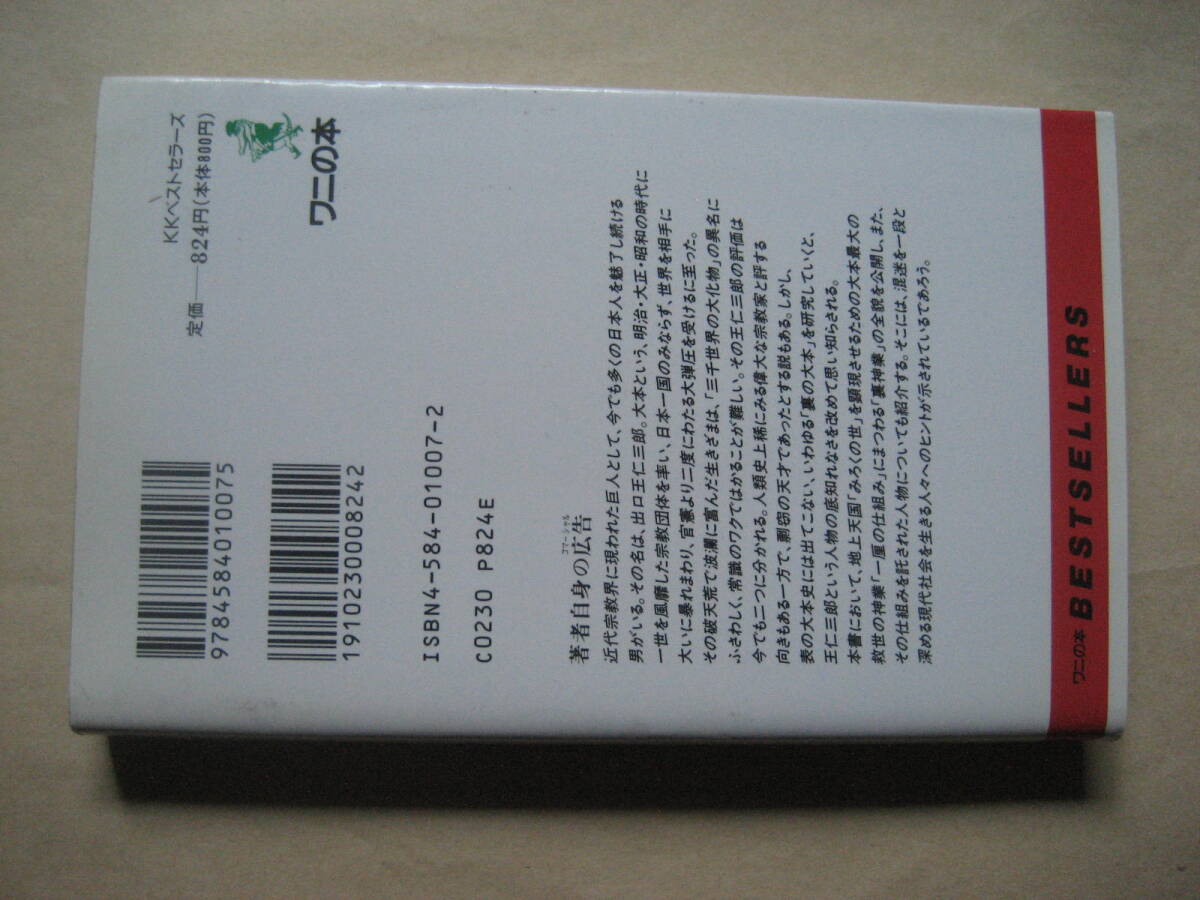 9784584010075
1910230008242
ISBN4-584-01007-2
C0230 P824E
KKベストセラーズ
定価──824円(本体800円)
ワニの本
著者自身の広告
コマーシャル
近代宗教界に現われた巨人として、今でも多くの日本人を魅了し続ける
男がいる。その名は、出口王仁三郎。大本という、明治・大正・昭和の時代に
一世を風靡した宗教団体を率い、日本一国のみならず、世界を相手に
大いに暴れまわり、官憲より二度にわたる大弾圧を受けるに至った。
その破天荒で波瀾に富んだ生きざまは、「三千世界の大化物」の異名に
ふさわしく、常識のワクではかることが難しい。その王仁三郎の評価は
今でも二つに分かれる。人類史上稀にみる偉大な宗教家と評する
向きもある一方で、剽窃の天才であったとする説もある。しかし、
表の大本史には出てこない、いわゆる「裏の大本」を研究していくと、
王仁三郎という人物の底知れなさを改めて思い知らされる。
本書において、地上天国「みろくの世」を顕現させるための大本最大の
救世の神業「一厘の仕組み」にまつわる「裏神業」の全貌を公開し、また、
その仕組みを託された人物についても紹介する。そこには、混迷を一段と
深める現代社会を生きる人々へのヒントが示されているであろう。
ワニの本 BESTSELLERS